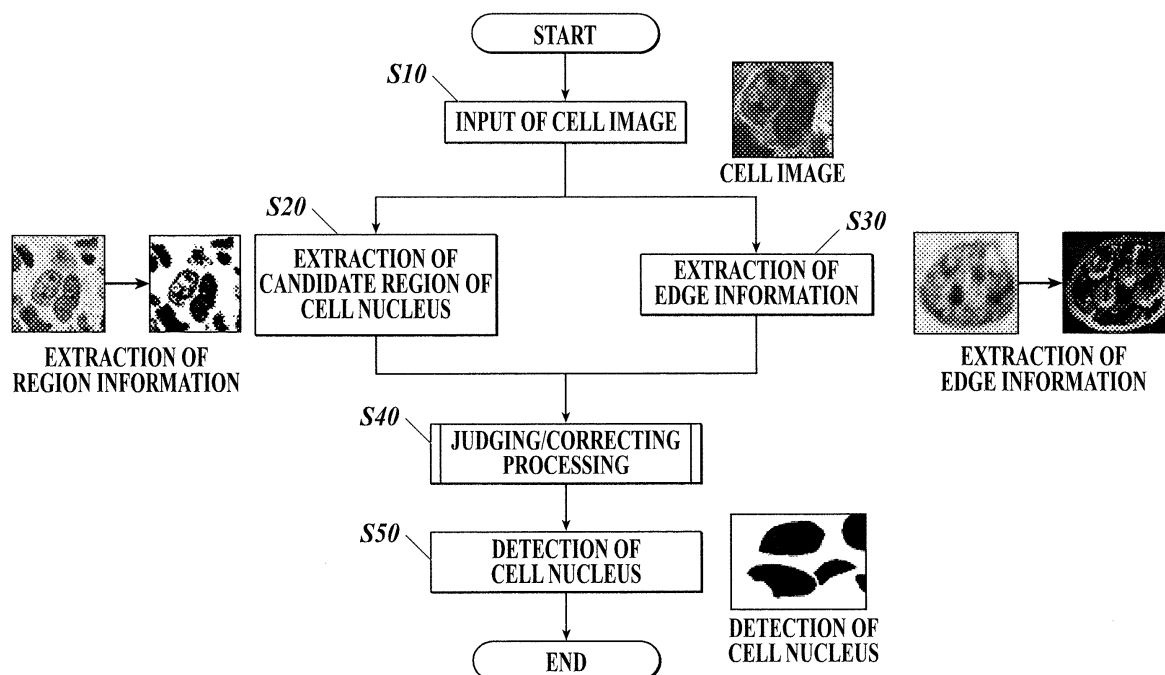 START
S10
INPUT OF CELL IMAGE
CELL IMAGE
S20
EXTRACTION OF
CANDIDATE REGION OF
CELL NUCLEUS
S30
EXTRACTION OF
EDGE INFORMATION
EXTRACTION OF
REGION INFORMATION
EXTRACTION OF
EDGE INFORMATION
S40
JUDGING/CORRECTING
PROCESSING
S50
DETECTION OF
CELL NUCLEUS
DETECTION OF
CELL NUCLEUS
END